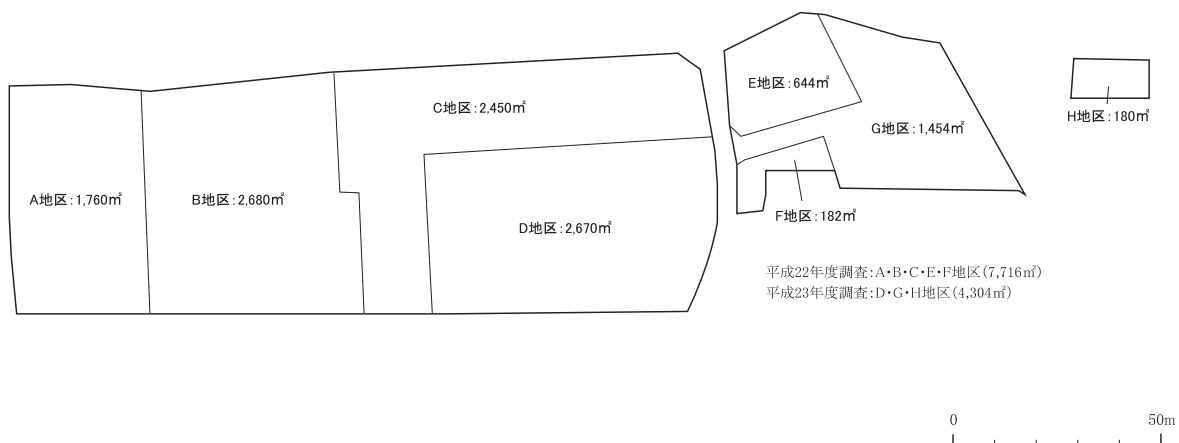 E地区：644㎡
C地区：2,450㎡
G地区：1,454㎡
H地区：180㎡
A地区：1,760㎡
B地区：2,680㎡
F地区：182㎡
D地区：2,670㎡
平成22年度調査：A・B・C・E・F地区（7,716㎡）
平成23年度調査：D・G・H地区（4,304㎡）
0 50m